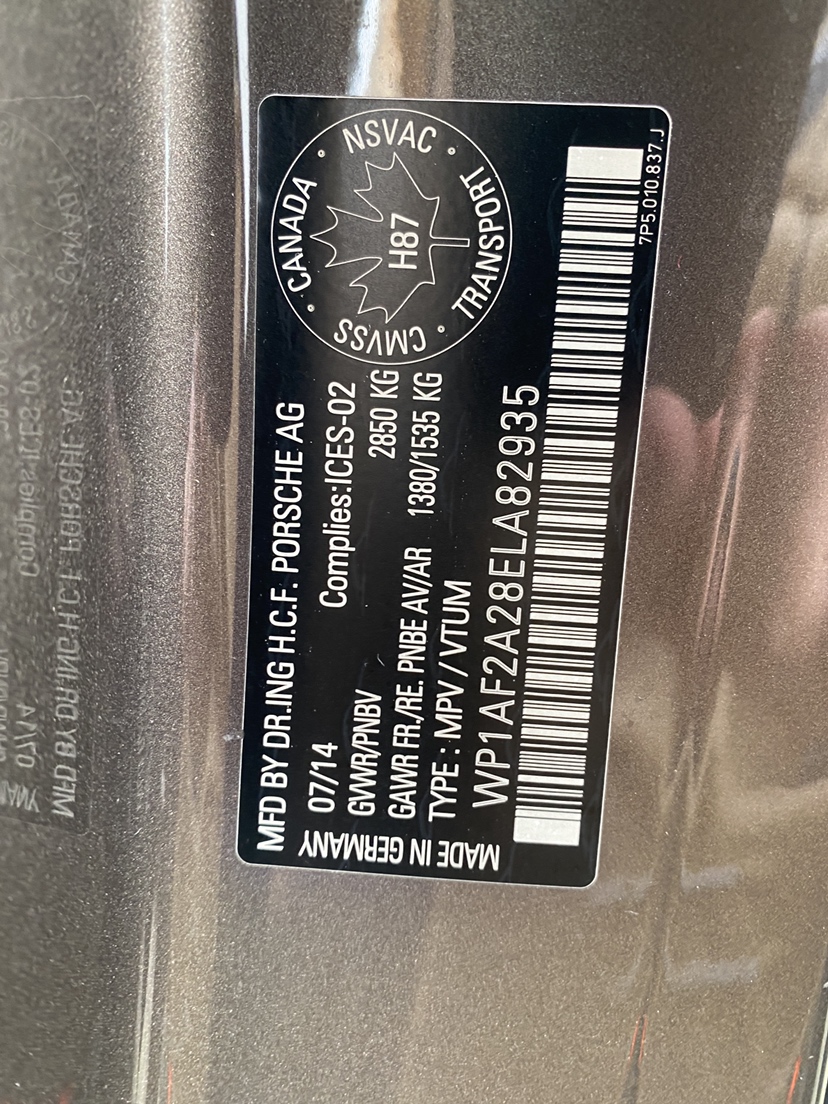 MFD BY DR.ING H.C.F. PORSCHE AG
07/14 Complies:ICES-02
GVWR/PNBV 2850 KG
GAWR FR./RE. PNBE AV/AR 1380/1535 KG
TYPE : MPV / VTUM
WP1AF2A28ELA82935
MADE IN GERMANY
CANADA · NSVAC · TRANSPORT · CMVSS ·
H87
7P5.010.837.J